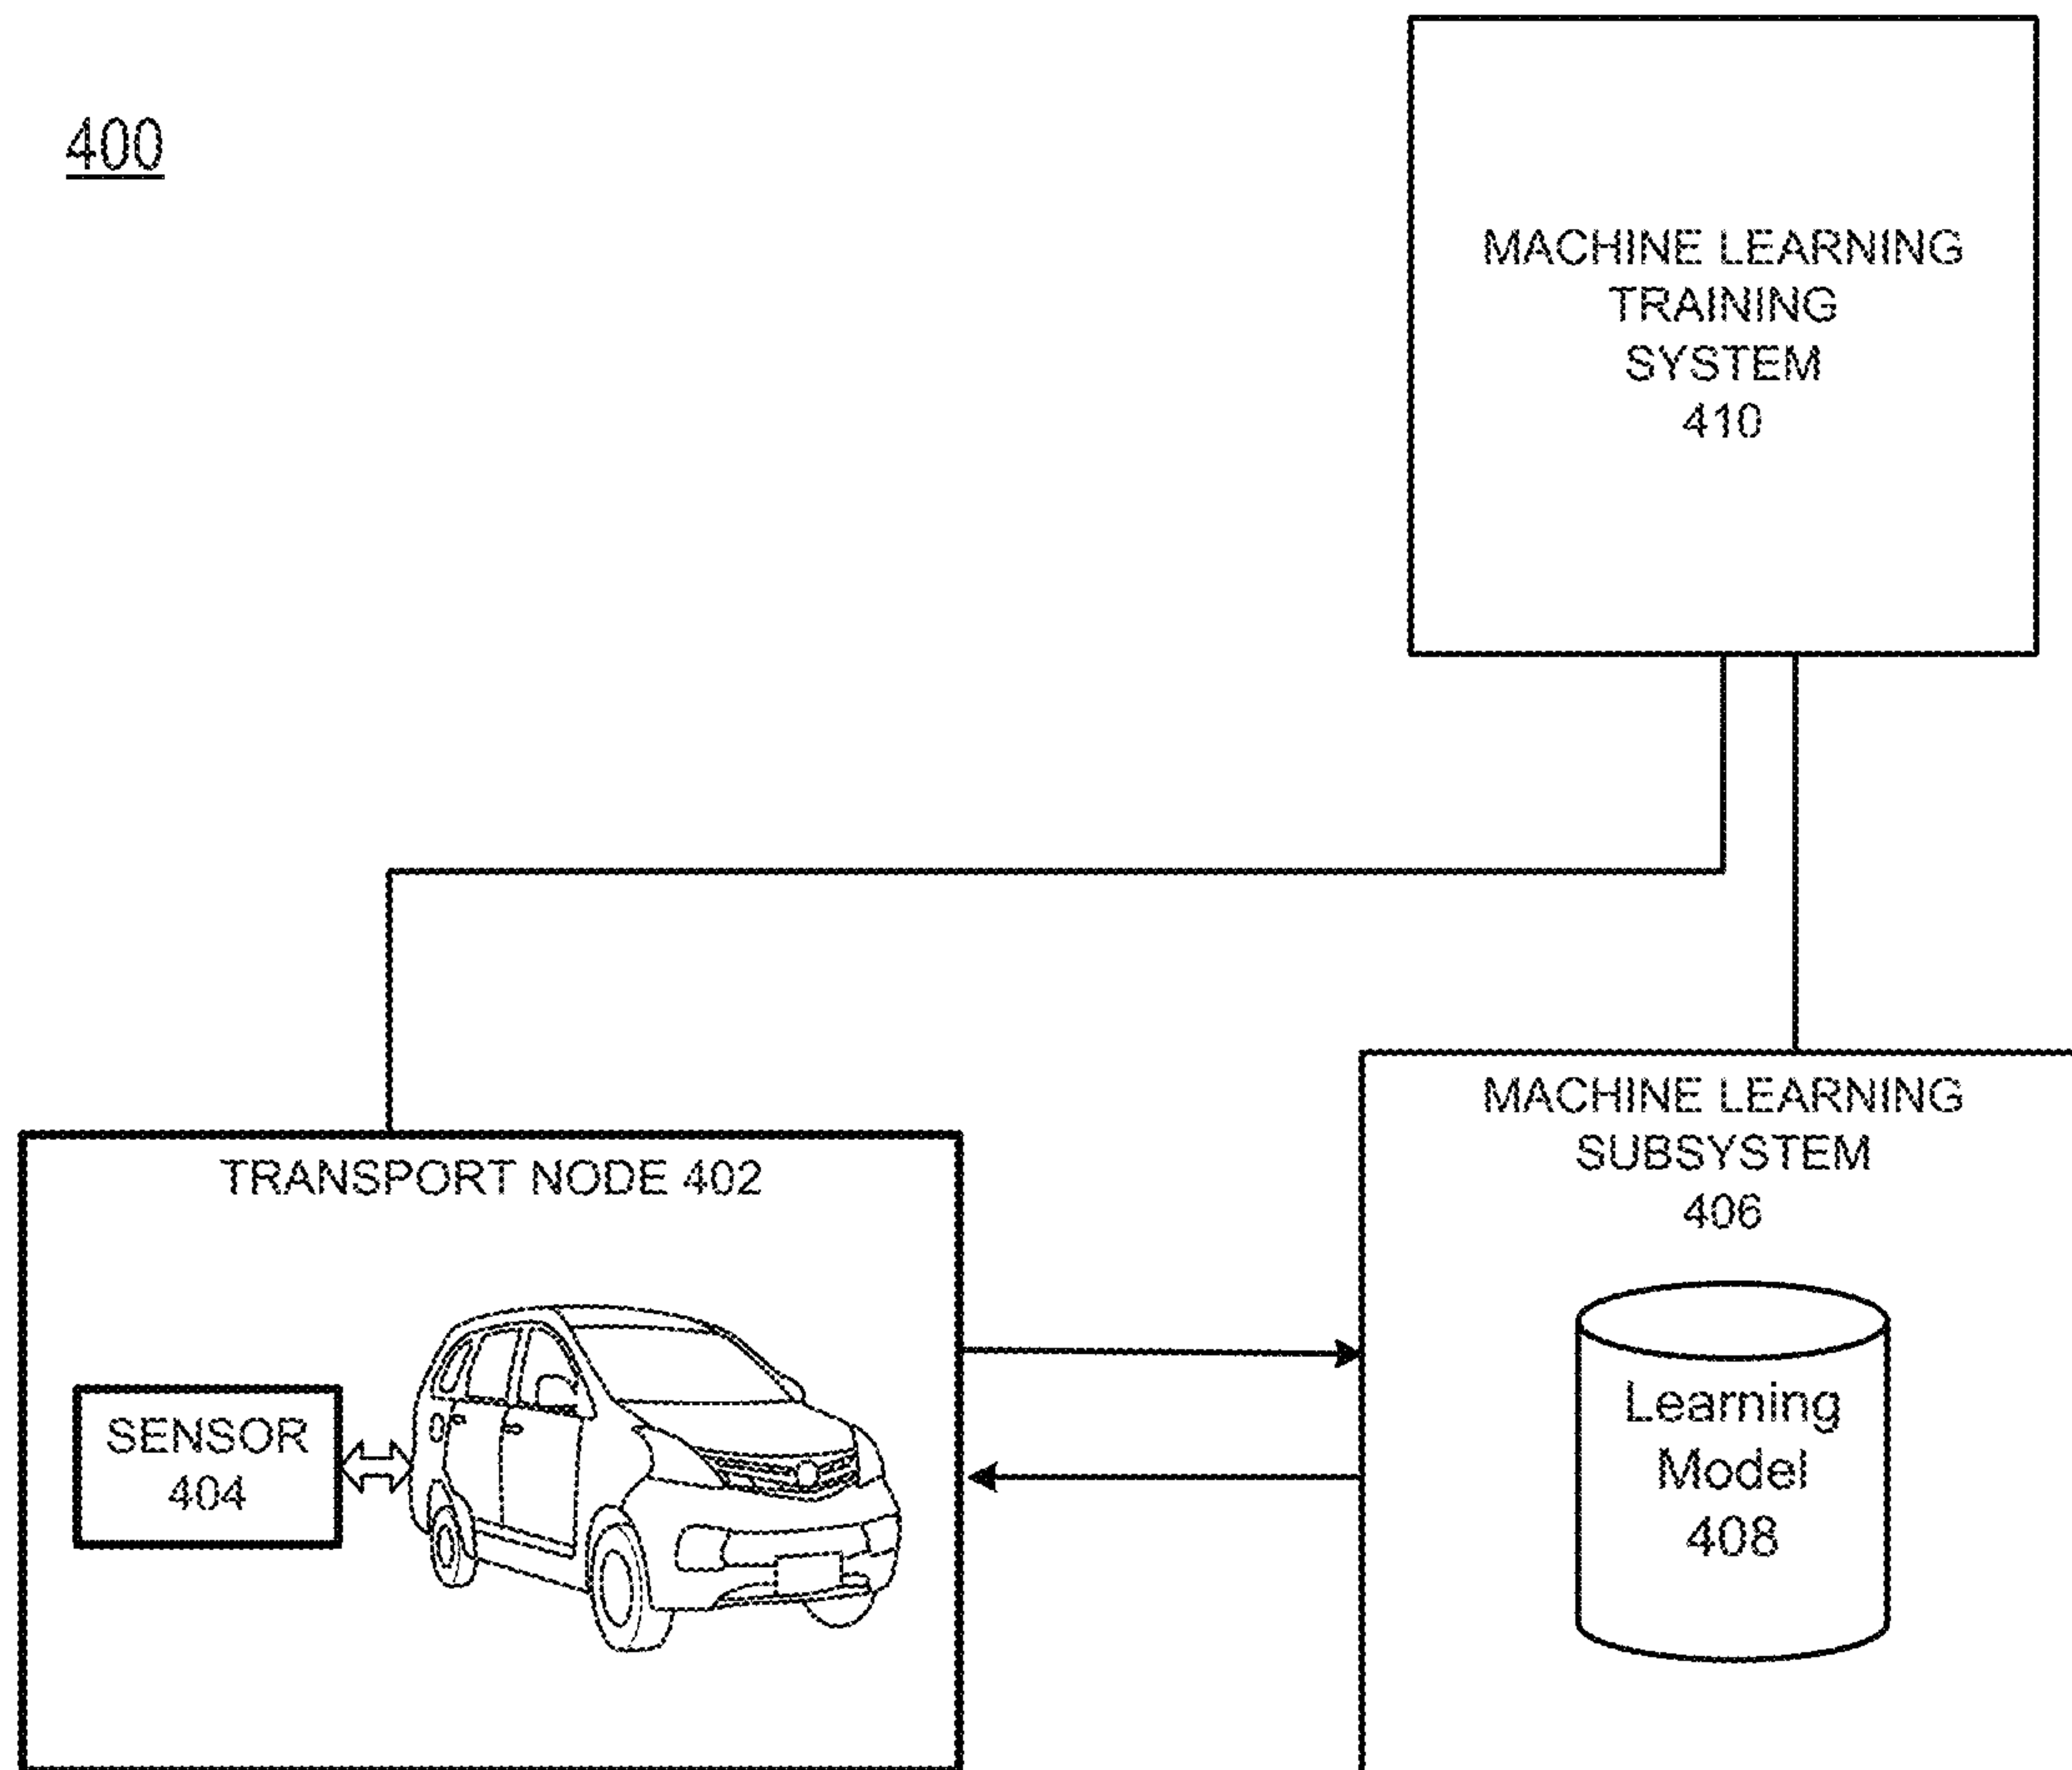 400
MACHINE LEARNING
TRAINING
SYSTEM
410
TRANSPORT NODE 402
SENSOR
404
MACHINE LEARNING
SUBSYSTEM
406
Learning
Model
408